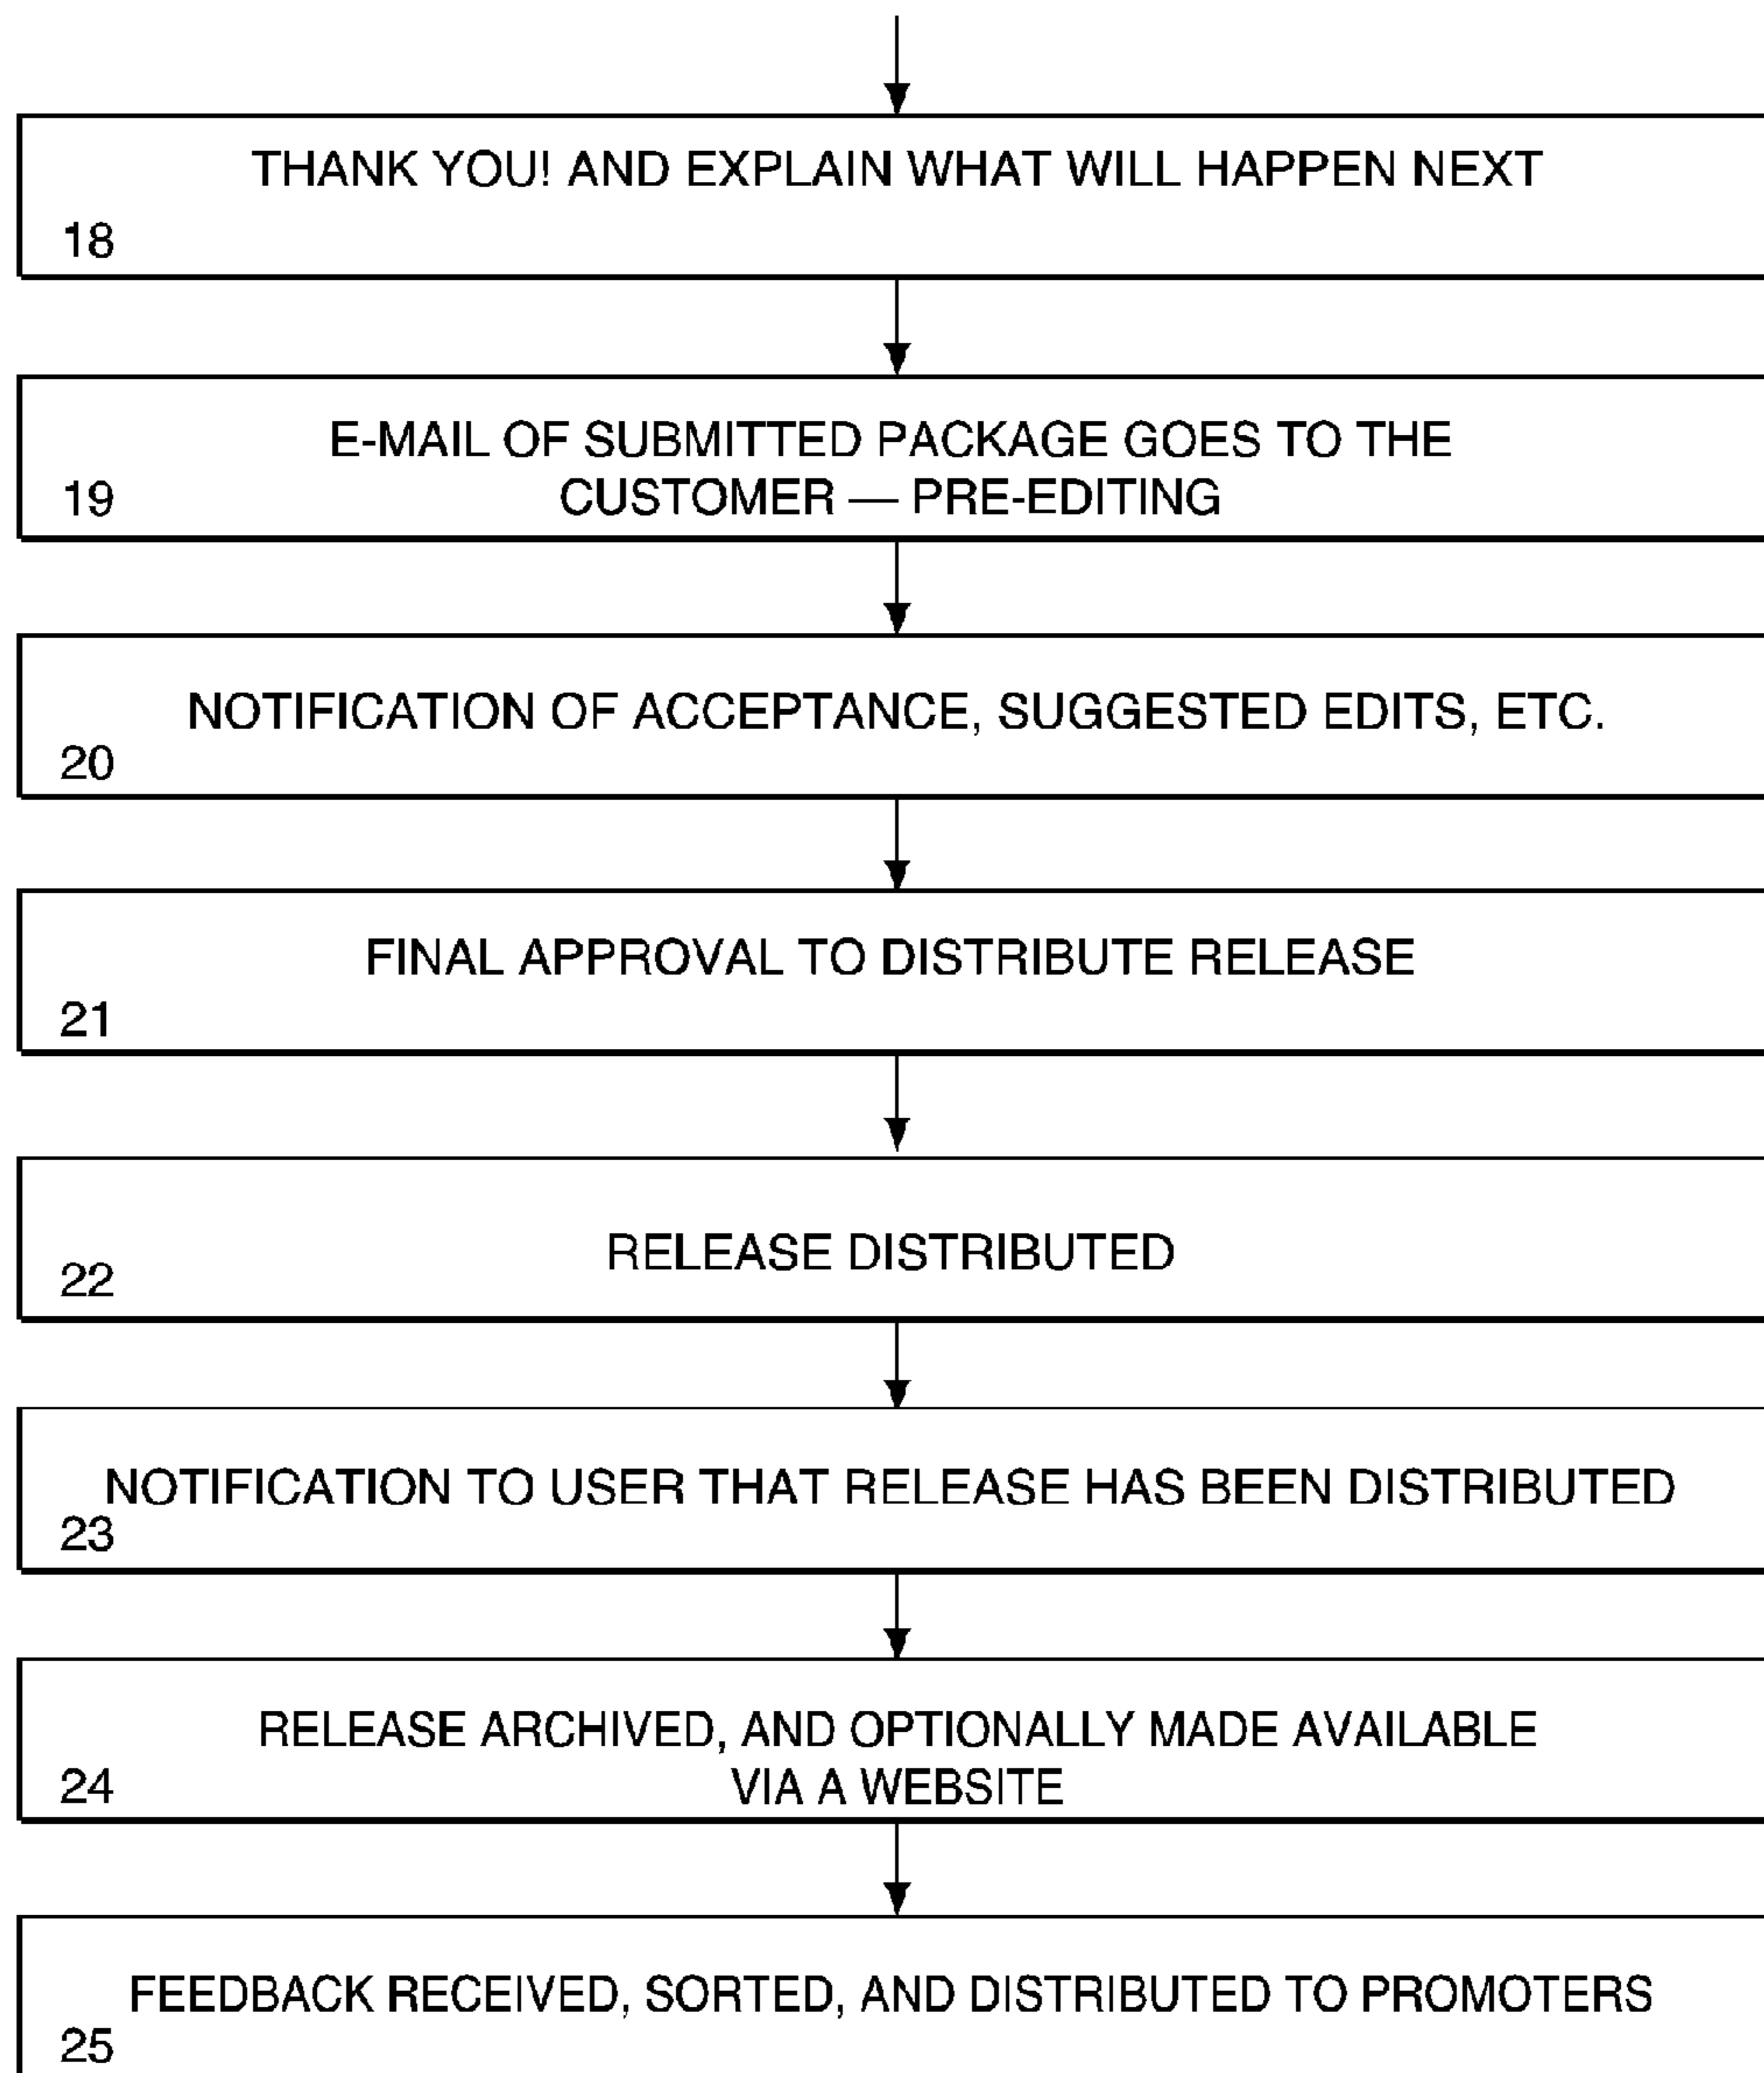 THANK YOU! AND EXPLAIN WHAT WILL HAPPEN NEXT
18
E-MAIL OF SUBMITTED PACKAGE GOES TO THE
CUSTOMER — PRE-EDITING
19
NOTIFICATION OF ACCEPTANCE, SUGGESTED EDITS, ETC.
20
FINAL APPROVAL TO DISTRIBUTE RELEASE
21
RELEASE DISTRIBUTED
22
NOTIFICATION TO USER THAT RELEASE HAS BEEN DISTRIBUTED
23
RELEASE ARCHIVED, AND OPTIONALLY MADE AVAILABLE
VIA A WEBSITE
24
FEEDBACK RECEIVED, SORTED, AND DISTRIBUTED TO PROMOTERS
25